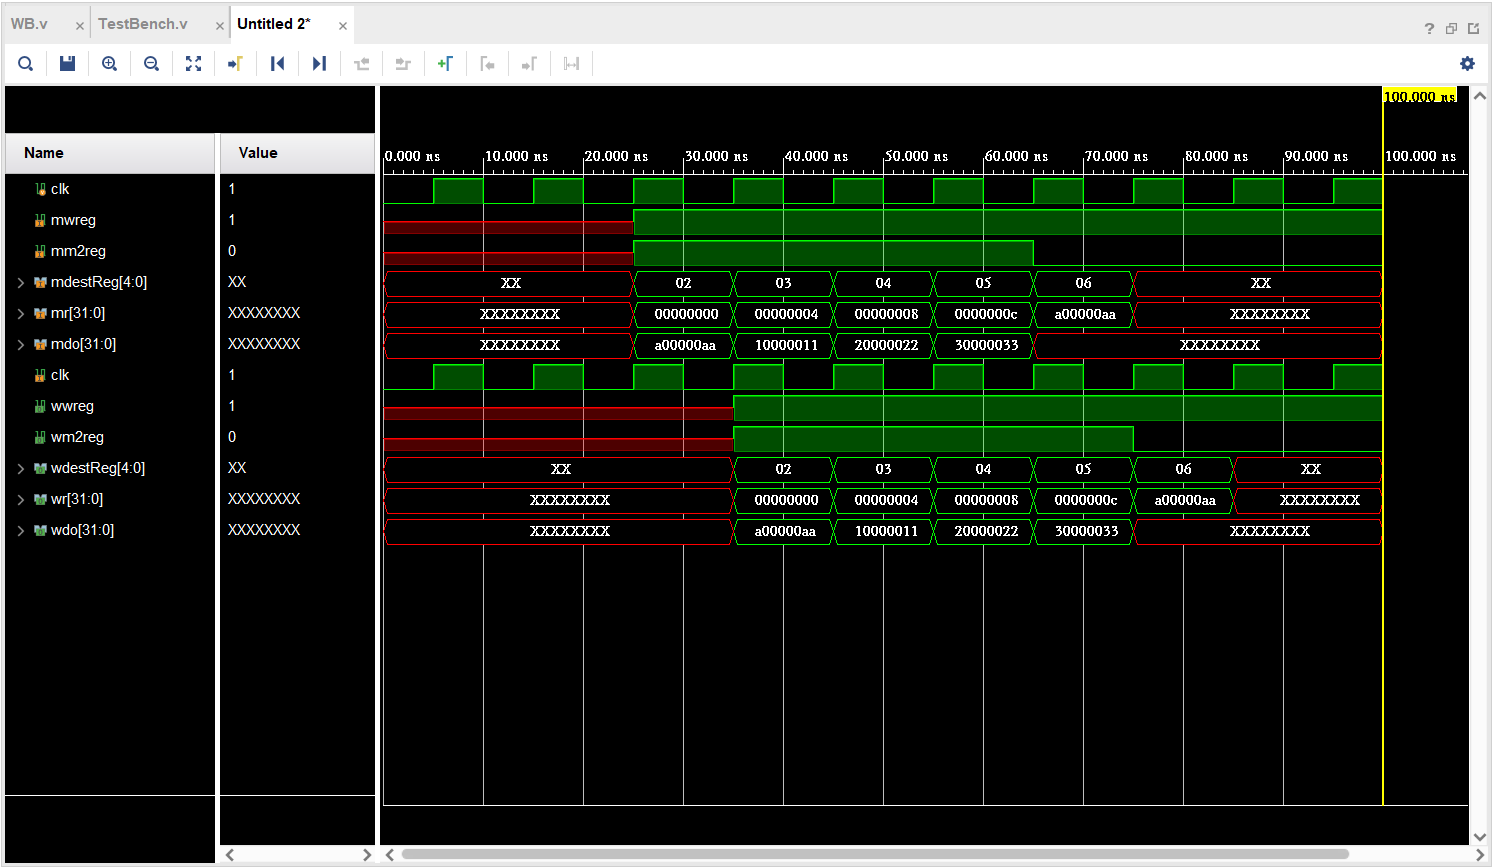 WB.v × TestBench.v × Untitled 2* ×
?
100.000 ns
Name Value
0.000 ns 10.000 ns 20.000 ns 30.000 ns 40.000 ns 50.000 ns 60.000 ns 70.000 ns 80.000 ns 90.000 ns 100.000 ns
clk 1
mwreg 1
mm2reg 0
mdestReg[4:0] XX XX 02 03 04 05 06 XX
mr[31:0] XXXXXXXX XXXXXXXX 00000000 00000004 00000008 0000000c a00000aa XXXXXXXX
mdo[31:0] XXXXXXXX XXXXXXXX a00000aa 10000011 20000022 30000033 XXXXXXXX
clk 1
wwreg 1
wm2reg 0
wdestReg[4:0] XX XX 02 03 04 05 06 XX
wr[31:0] XXXXXXXX XXXXXXXX 00000000 00000004 00000008 0000000c a00000aa XXXXXXXX
wdo[31:0] XXXXXXXX XXXXXXXX a00000aa 10000011 20000022 30000033 XXXXXXXX